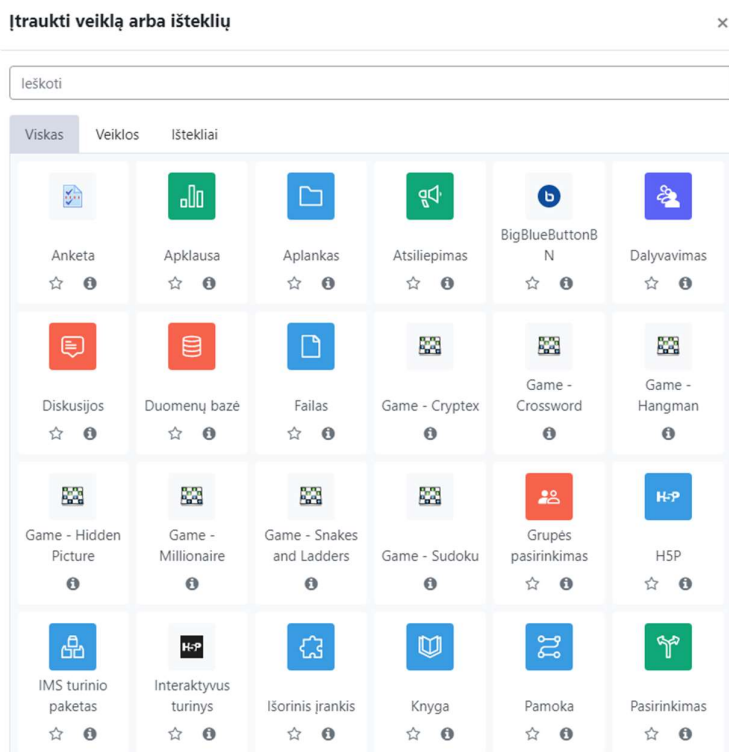 Įtraukti veiklą arba išteklių
×
Ieškoti
Viskas Veiklos Ištekliai
Anketa Apklausa Aplankas Atsiliepimas BigBlueButtonB
N Dalyvavimas
Diskusijos Duomenų bazė Failas Game - Cryptex Game -
Crossword Game -
Hangman
Game - Hidden
Picture Game -
Millionaire Game - Snakes
and Ladders Game - Sudoku Grupės
pasirinkimas H5P
H5P
IMS turinio
paketas H5P
Interaktyvus
turinys Išorinis įrankis Knyga Pamoka Pasirinkimas